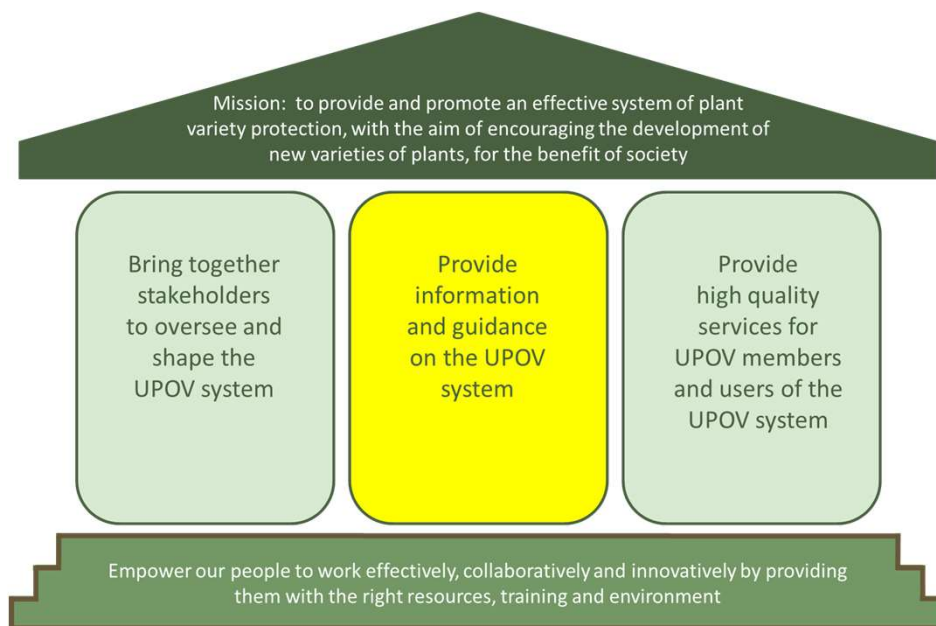 Mission:  to provide and promote an effective system of plant
variety protection, with the aim of encouraging the development of
new varieties of plants, for the benefit of society
Bring together
stakeholders
to oversee and
shape the
UPOV system
Provide
information
and guidance
on the UPOV
system
Provide
high quality
services for
UPOV members
and users of the
UPOV system
Empower our people to work effectively, collaboratively and innovatively by providing
them with the right resources, training and environment